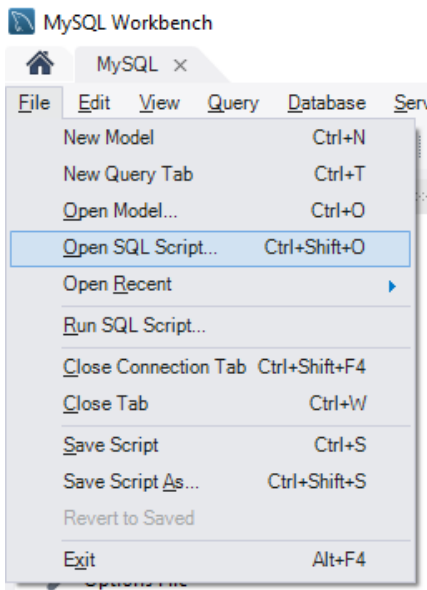 MySQL Workbench
MySQL ×
File Edit View Query Database Serv
New Model Ctrl+N
New Query Tab Ctrl+T
Open Model... Ctrl+O
Open SQL Script... Ctrl+Shift+O
Open Recent
Run SQL Script...
Close Connection Tab Ctrl+Shift+F4
Close Tab Ctrl+W
Save Script Ctrl+S
Save Script As... Ctrl+Shift+S
Revert to Saved
Exit Alt+F4
Options File